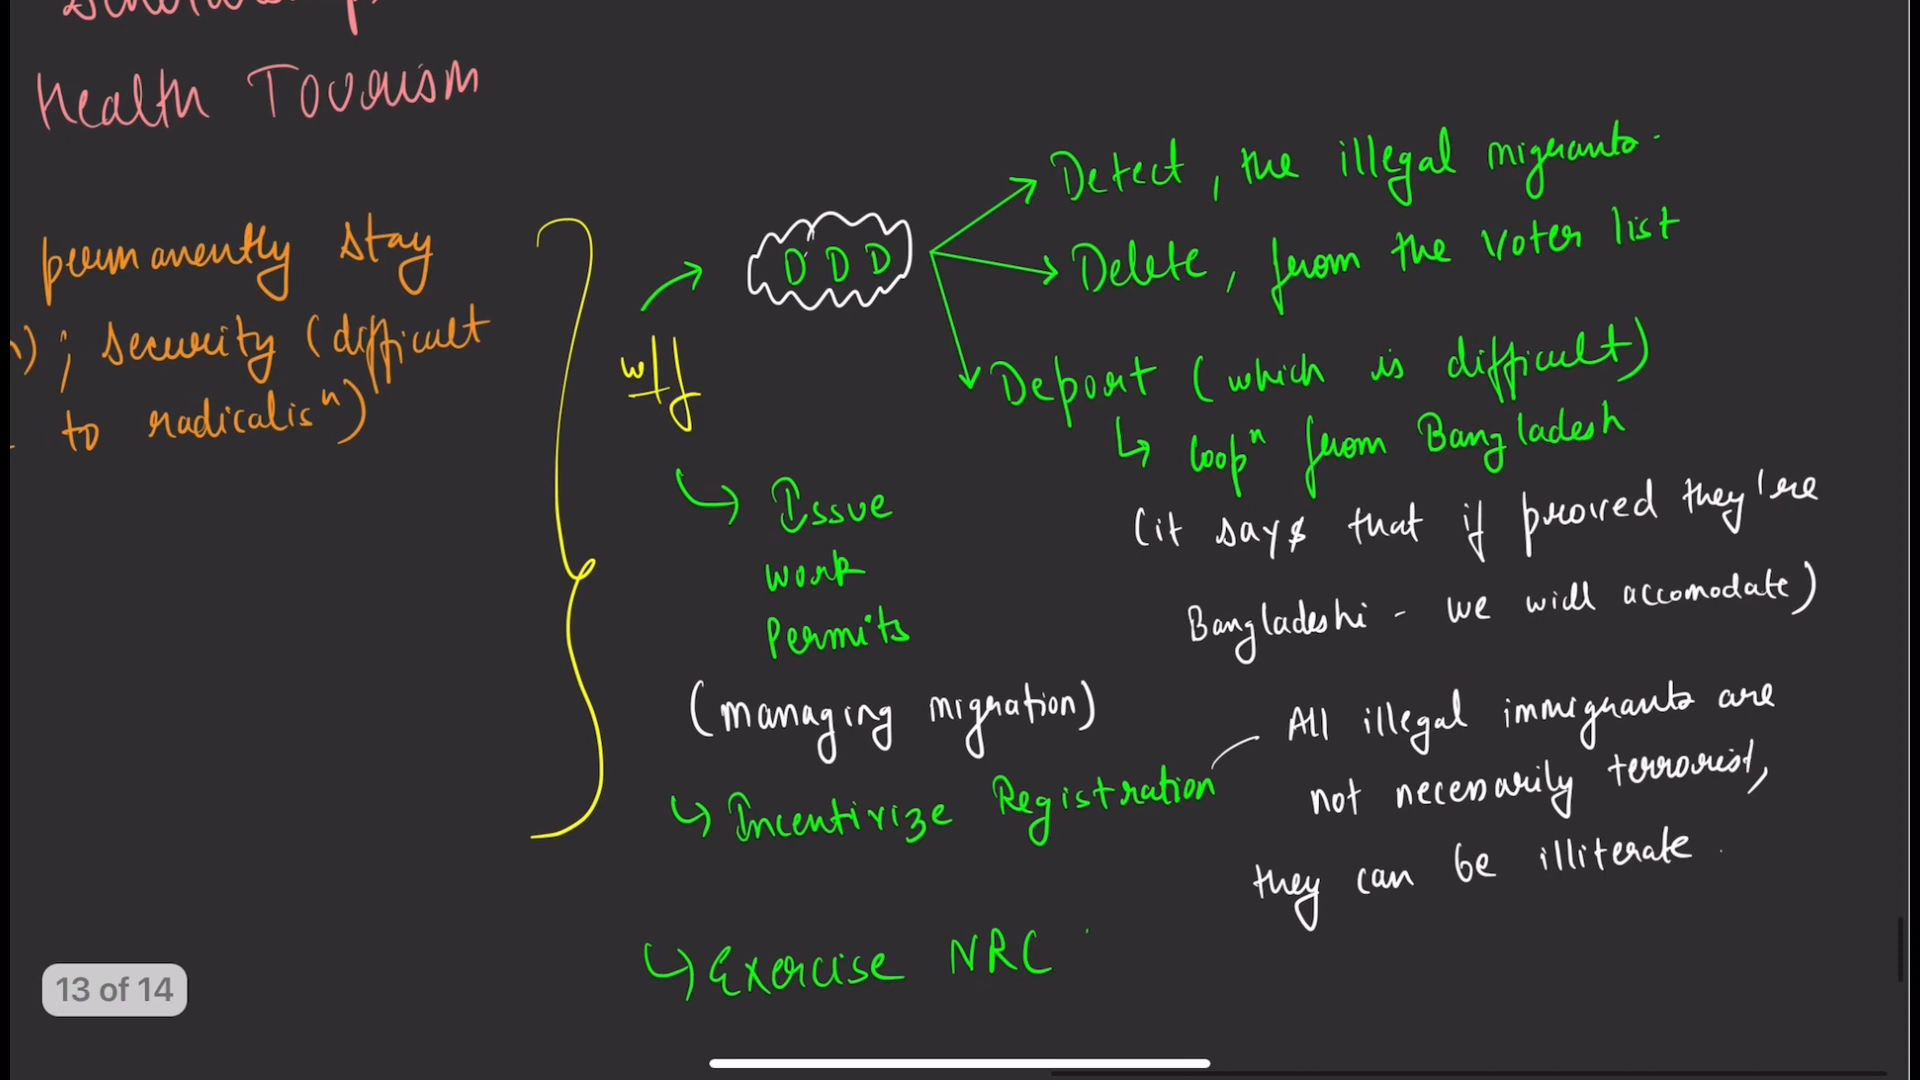 Health Tourism
permanently stay
; security (difficult
to radicalisⁿ)
w/f
DDD
Detect, the illegal migrants.
Delete, from the voter list
Deport (which is difficult)
↳ coopⁿ from Bangladesh
(it says that if proved they're
Bangladeshi - we will accomodate)
↳ Issue
work
Permits
(managing migration)
↳ Incentivize Registration
All illegal immigrants are
not necessarily terrorist,
they can be illiterate.
↳ Exercise NRC
13 of 14